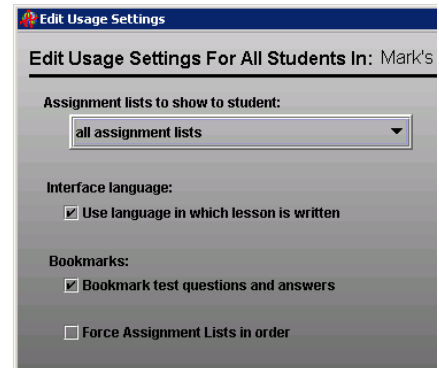 Edit Usage Settings
Edit Usage Settings For All Students In: Mark's
Assignment lists to show to student:
all assignment lists
Interface language:
Use language in which lesson is written
Bookmarks:
Bookmark test questions and answers
Force Assignment Lists in order